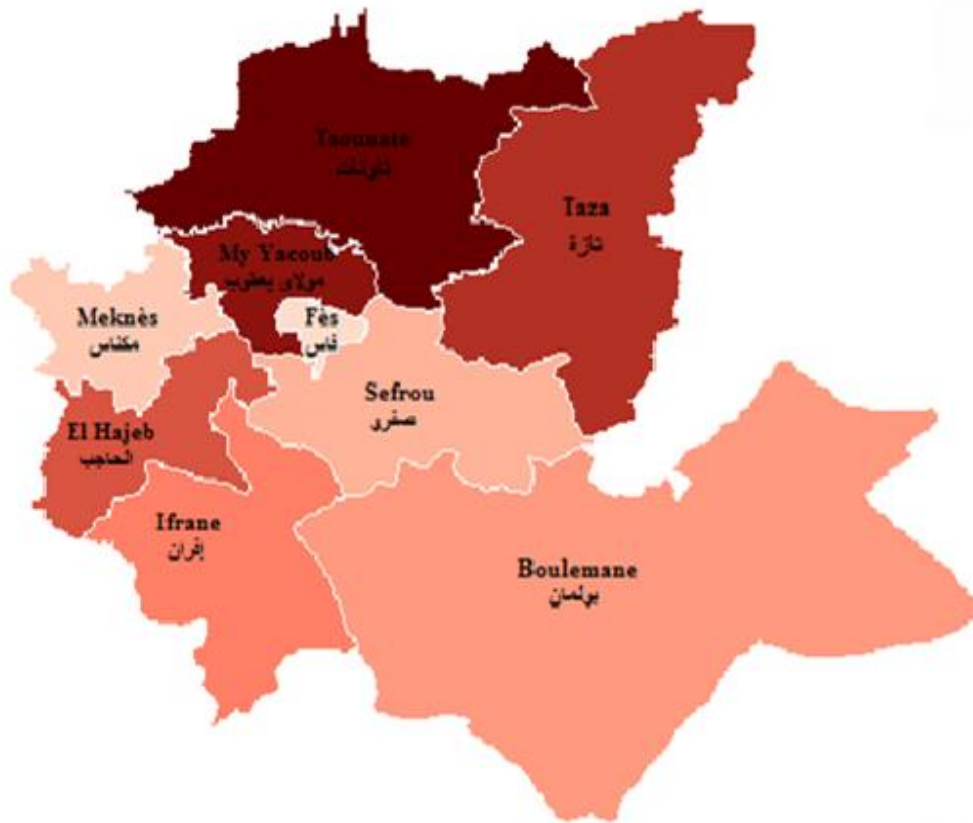 Taounate
تاونات
Taza
تازة
My Yacoub
مولاي يعقوب
Meknès
مكناس
Fès
فاس
Sefrou
صفرو
El Hajeb
الحاجب
Ifrane
إفران
Boulemane
بولمان